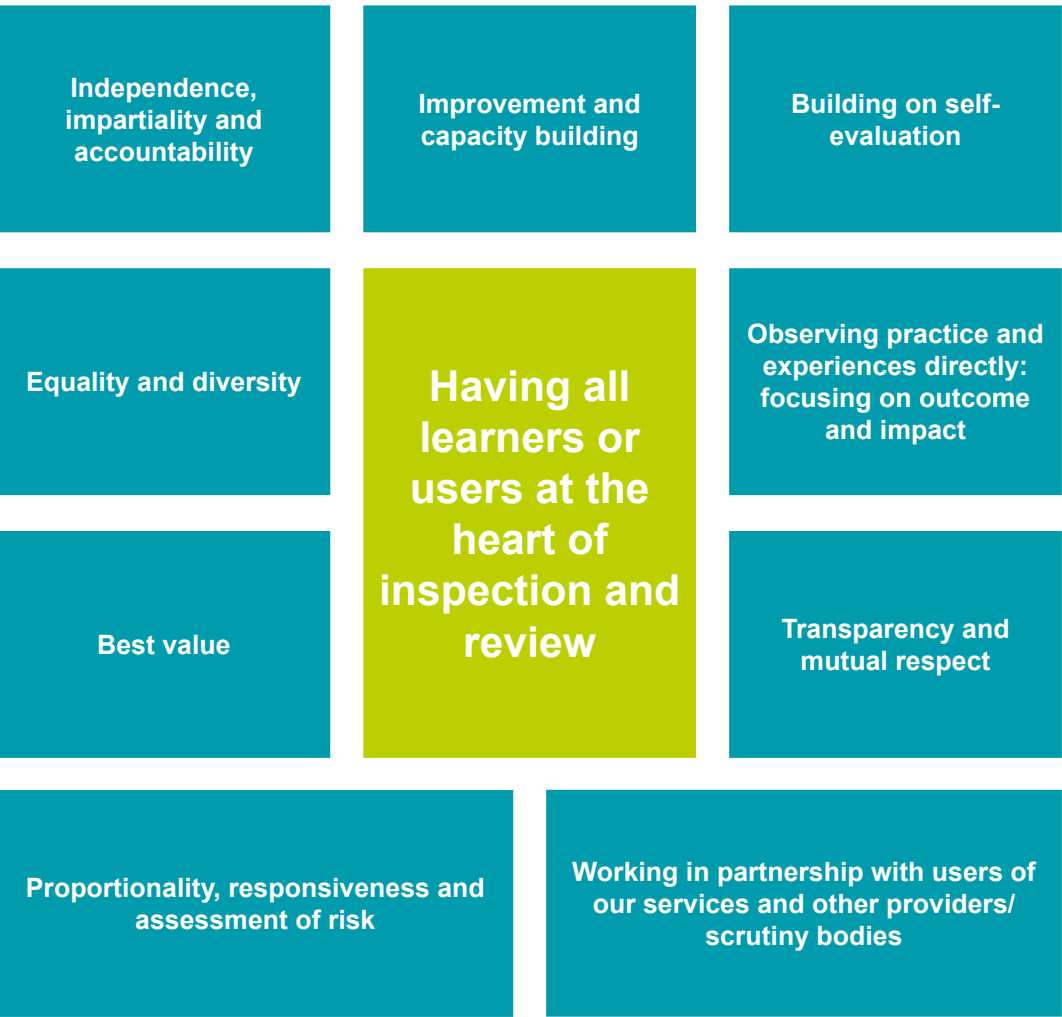 Independence,
impartiality and
accountability
Improvement and
capacity building
Building on self-
evaluation
Equality and diversity
Having all
learners or
users at the
heart of
inspection and
review
Observing practice and
experiences directly:
focusing on outcome
and impact
Best value
Transparency and
mutual respect
Proportionality, responsiveness and
assessment of risk
Working in partnership with users of
our services and other providers/
scrutiny bodies